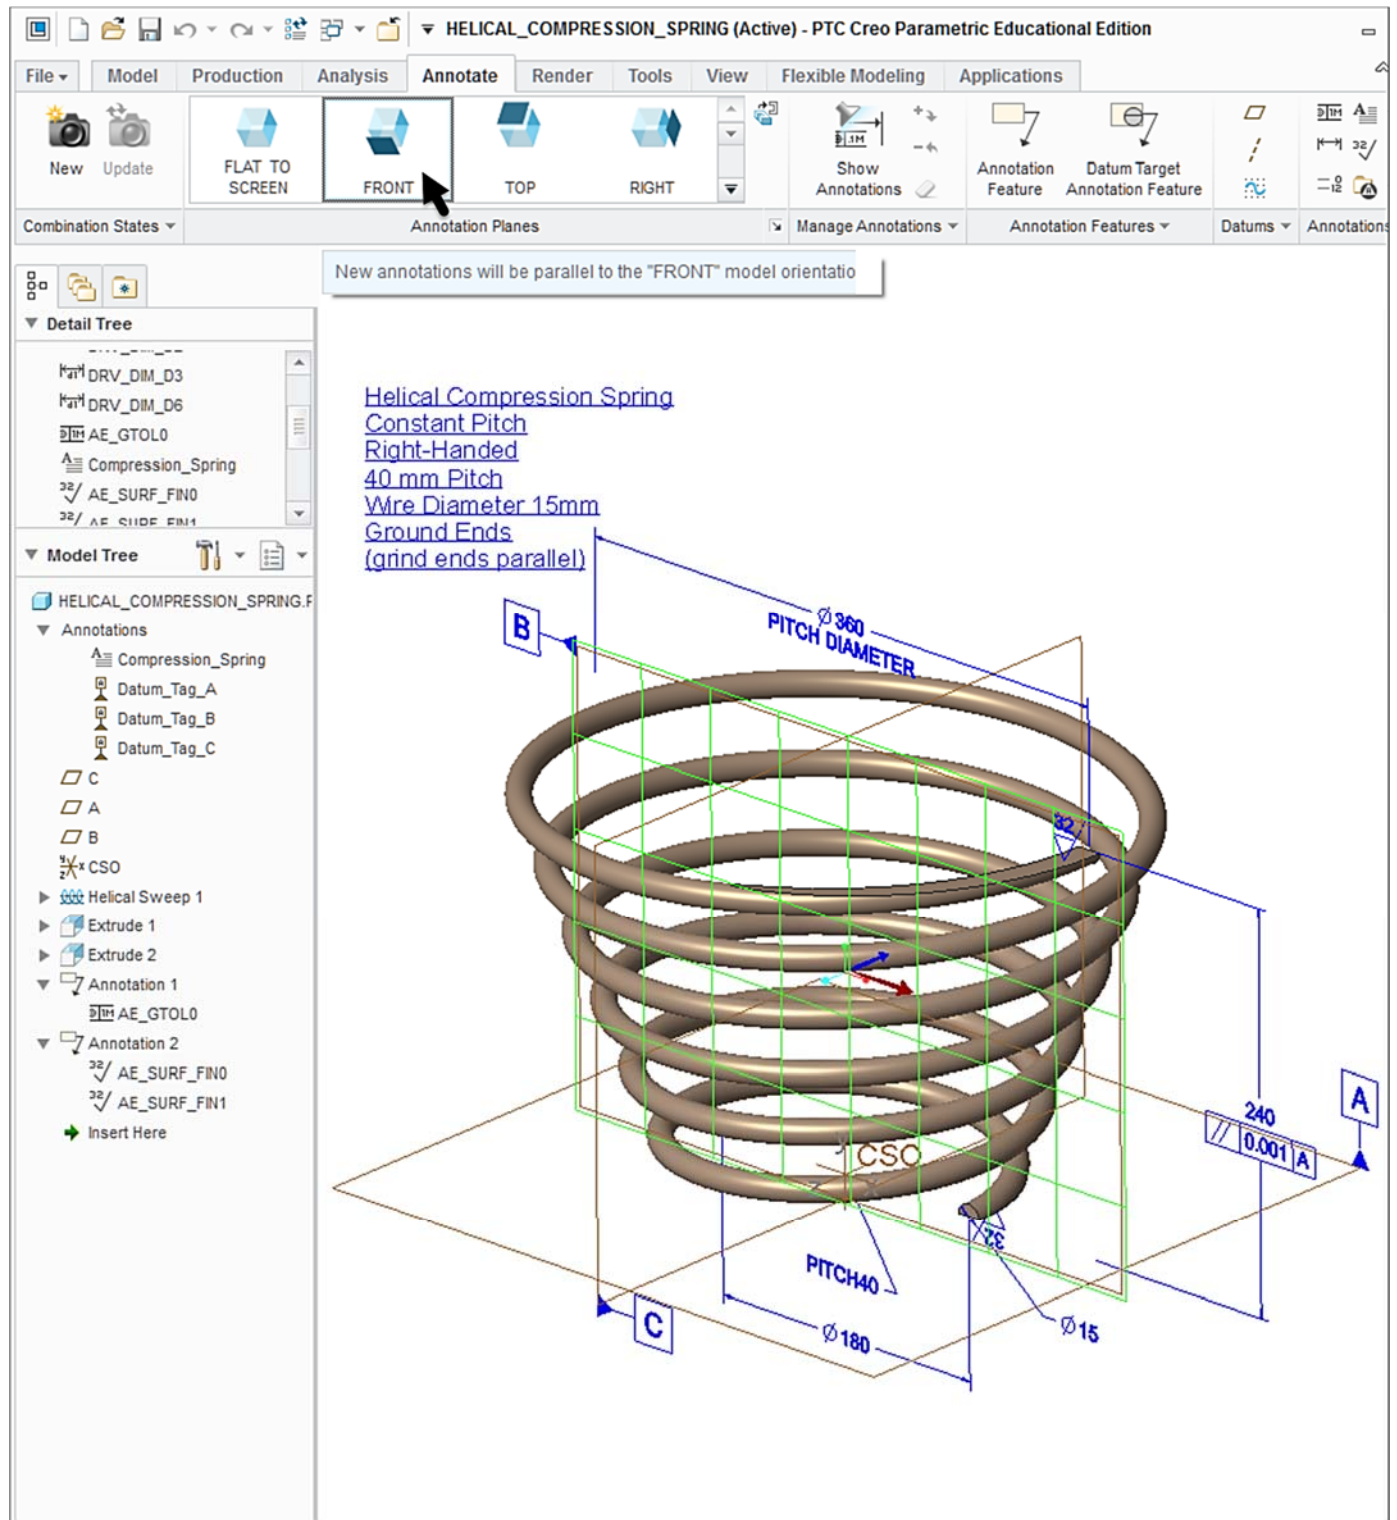 HELICAL_COMPRESSION_SPRING (Active) - PTC Creo Parametric Educational Edition
File Model Production Analysis Annotate Render Tools View Flexible Modeling Applications
New Update
FLAT TO SCREEN
FRONT
TOP
RIGHT
Show Annotations
Annotation Feature
Datum Target Annotation Feature
Combination States Annotation Planes Manage Annotations Annotation Features Datums Annotations
New annotations will be parallel to the "FRONT" model orientatio
Detail Tree
DRV_DIM_D3
DRV_DIM_D6
AE_GTOL0
Compression_Spring
AE_SURF_FIN0
AE_SURF_FIN1
Model Tree
HELICAL_COMPRESSION_SPRING.F
Annotations
Compression_Spring
Datum_Tag_A
Datum_Tag_B
Datum_Tag_C
C
A
B
CSO
Helical Sweep 1
Extrude 1
Extrude 2
Annotation 1
AE_GTOL0
Annotation 2
AE_SURF_FIN0
AE_SURF_FIN1
Insert Here
Helical Compression Spring
Constant Pitch
Right-Handed
40 mm Pitch
Wire Diameter 15mm
Ground Ends
(grind ends parallel)
B
Ø360
PITCH DIAMETER
32
A
240
// 0.001 A
CSO
32
PITCH40
Ø15
C
Ø180